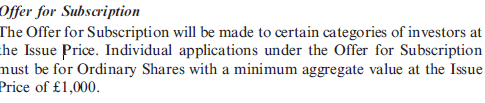 Offer for Subscription
The Offer for Subscription will be made to certain categories of investors at
the Issue Price. Individual applications under the Offer for Subscription
must be for Ordinary Shares with a minimum aggregate value at the Issue
Price of £1,000.